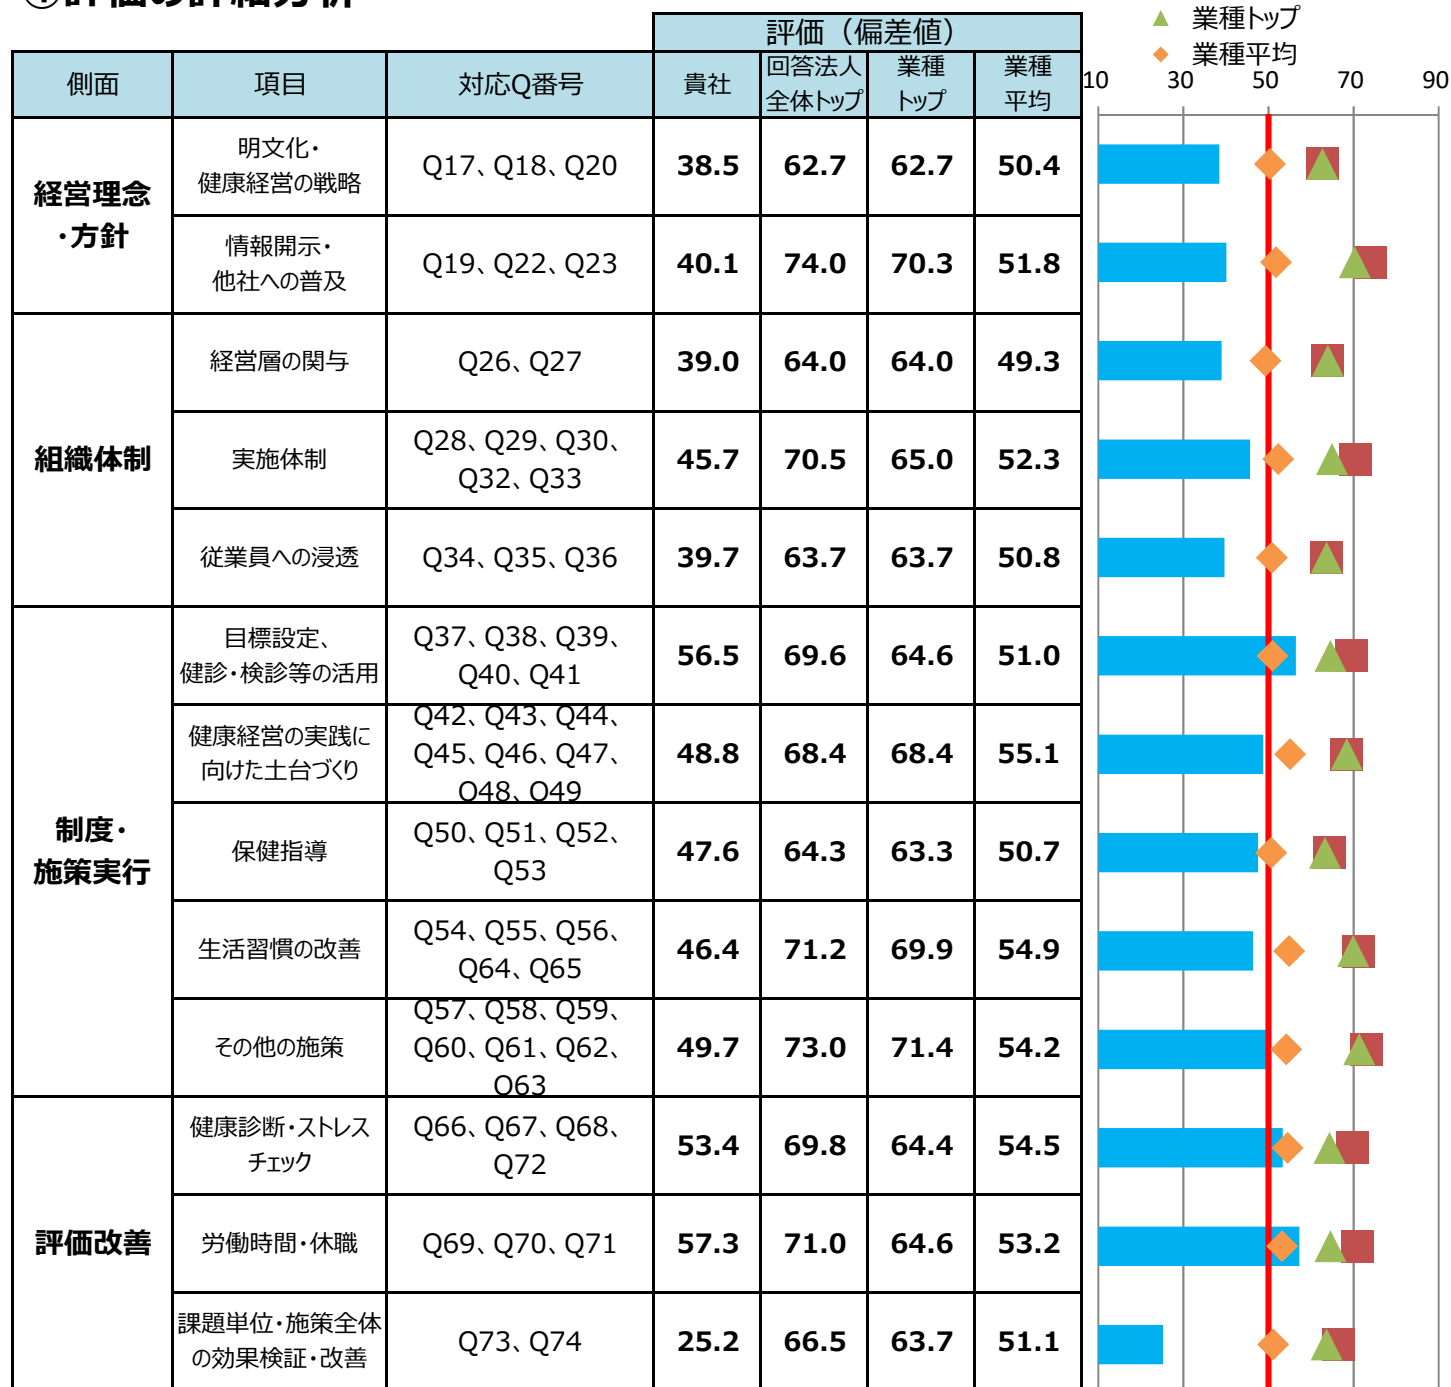 ①評価の詳細分析
業種トップ
業種平均
評価（偏差値）
側面 項目 対応Q番号 貴社 回答法人全体トップ 業種トップ 業種平均
10 30 50 70 90
経営理念・方針
明文化・健康経営の戦略 Q17、Q18、Q20 38.5 62.7 62.7 50.4
情報開示・他社への普及 Q19、Q22、Q23 40.1 74.0 70.3 51.8
組織体制
経営層の関与 Q26、Q27 39.0 64.0 64.0 49.3
実施体制 Q28、Q29、Q30、Q32、Q33 45.7 70.5 65.0 52.3
従業員への浸透 Q34、Q35、Q36 39.7 63.7 63.7 50.8
制度・施策実行
目標設定、健診・検診等の活用 Q37、Q38、Q39、Q40、Q41 56.5 69.6 64.6 51.0
健康経営の実践に向けた土台づくり Q42、Q43、Q44、Q45、Q46、Q47、Q48、Q49 48.8 68.4 68.4 55.1
保健指導 Q50、Q51、Q52、Q53 47.6 64.3 63.3 50.7
生活習慣の改善 Q54、Q55、Q56、Q64、Q65 46.4 71.2 69.9 54.9
その他の施策 Q57、Q58、Q59、Q60、Q61、Q62、Q63 49.7 73.0 71.4 54.2
評価改善
健康診断・ストレスチェック Q66、Q67、Q68、Q72 53.4 69.8 64.4 54.5
労働時間・休職 Q69、Q70、Q71 57.3 71.0 64.6 53.2
課題単位・施策全体の効果検証・改善 Q73、Q74 25.2 66.5 63.7 51.1